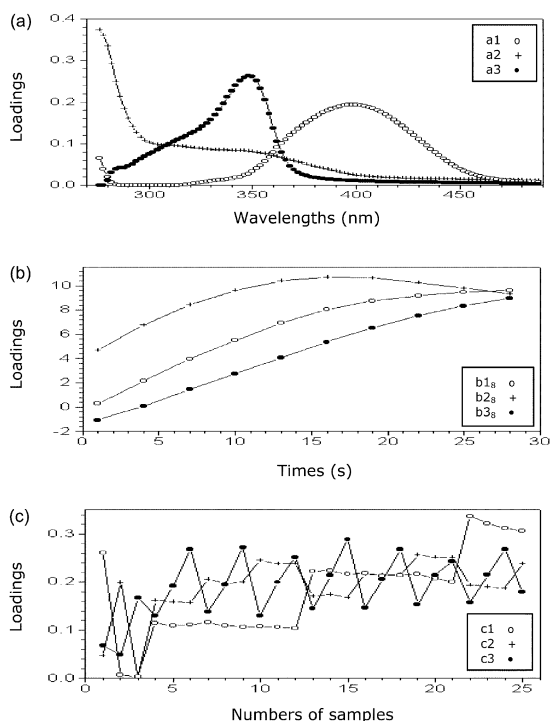 (a)
0.4
0.3
0.2
0.1
0.0
Loadings
300
350
400
450
Wavelengths (nm)
a1
a2
a3
(b)
10
8
6
4
2
0
-2
Loadings
0
5
10
15
20
25
30
Times (s)
b1₈
b2₈
b3₈
(c)
0.3
0.2
0.1
0.0
Loadings
0
5
10
15
20
25
Numbers of samples
c1
c2
c3